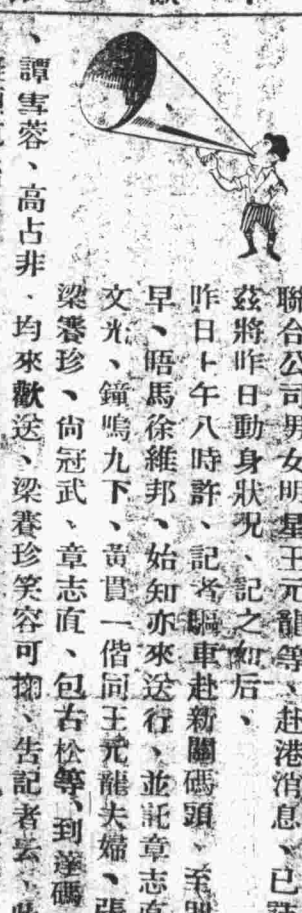 聯合公司男女明星王元龍等、赴港消息、已
茲將昨日動身狀況、記之如后、
昨日上午八時許、記者驅車赴新關碼頭、至
早、晤馬徐維邦、始知亦來送行、並託章志直
文光、鐘鳴九下、黃貫一偕同王元龍夫婦、張
梁賽珍、尙冠武、章志直、包古松等、到達碼
、譚雪蓉、高占非、均來歡送、梁賽珍笑容可掬、告記者云、此